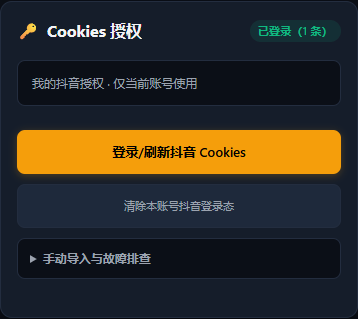 Cookies 授权
已登录（1 条）
我的抖音授权 · 仅当前账号使用
登录/刷新抖音 Cookies
清除本账号抖音登录态
▶ 手动导入与故障排查